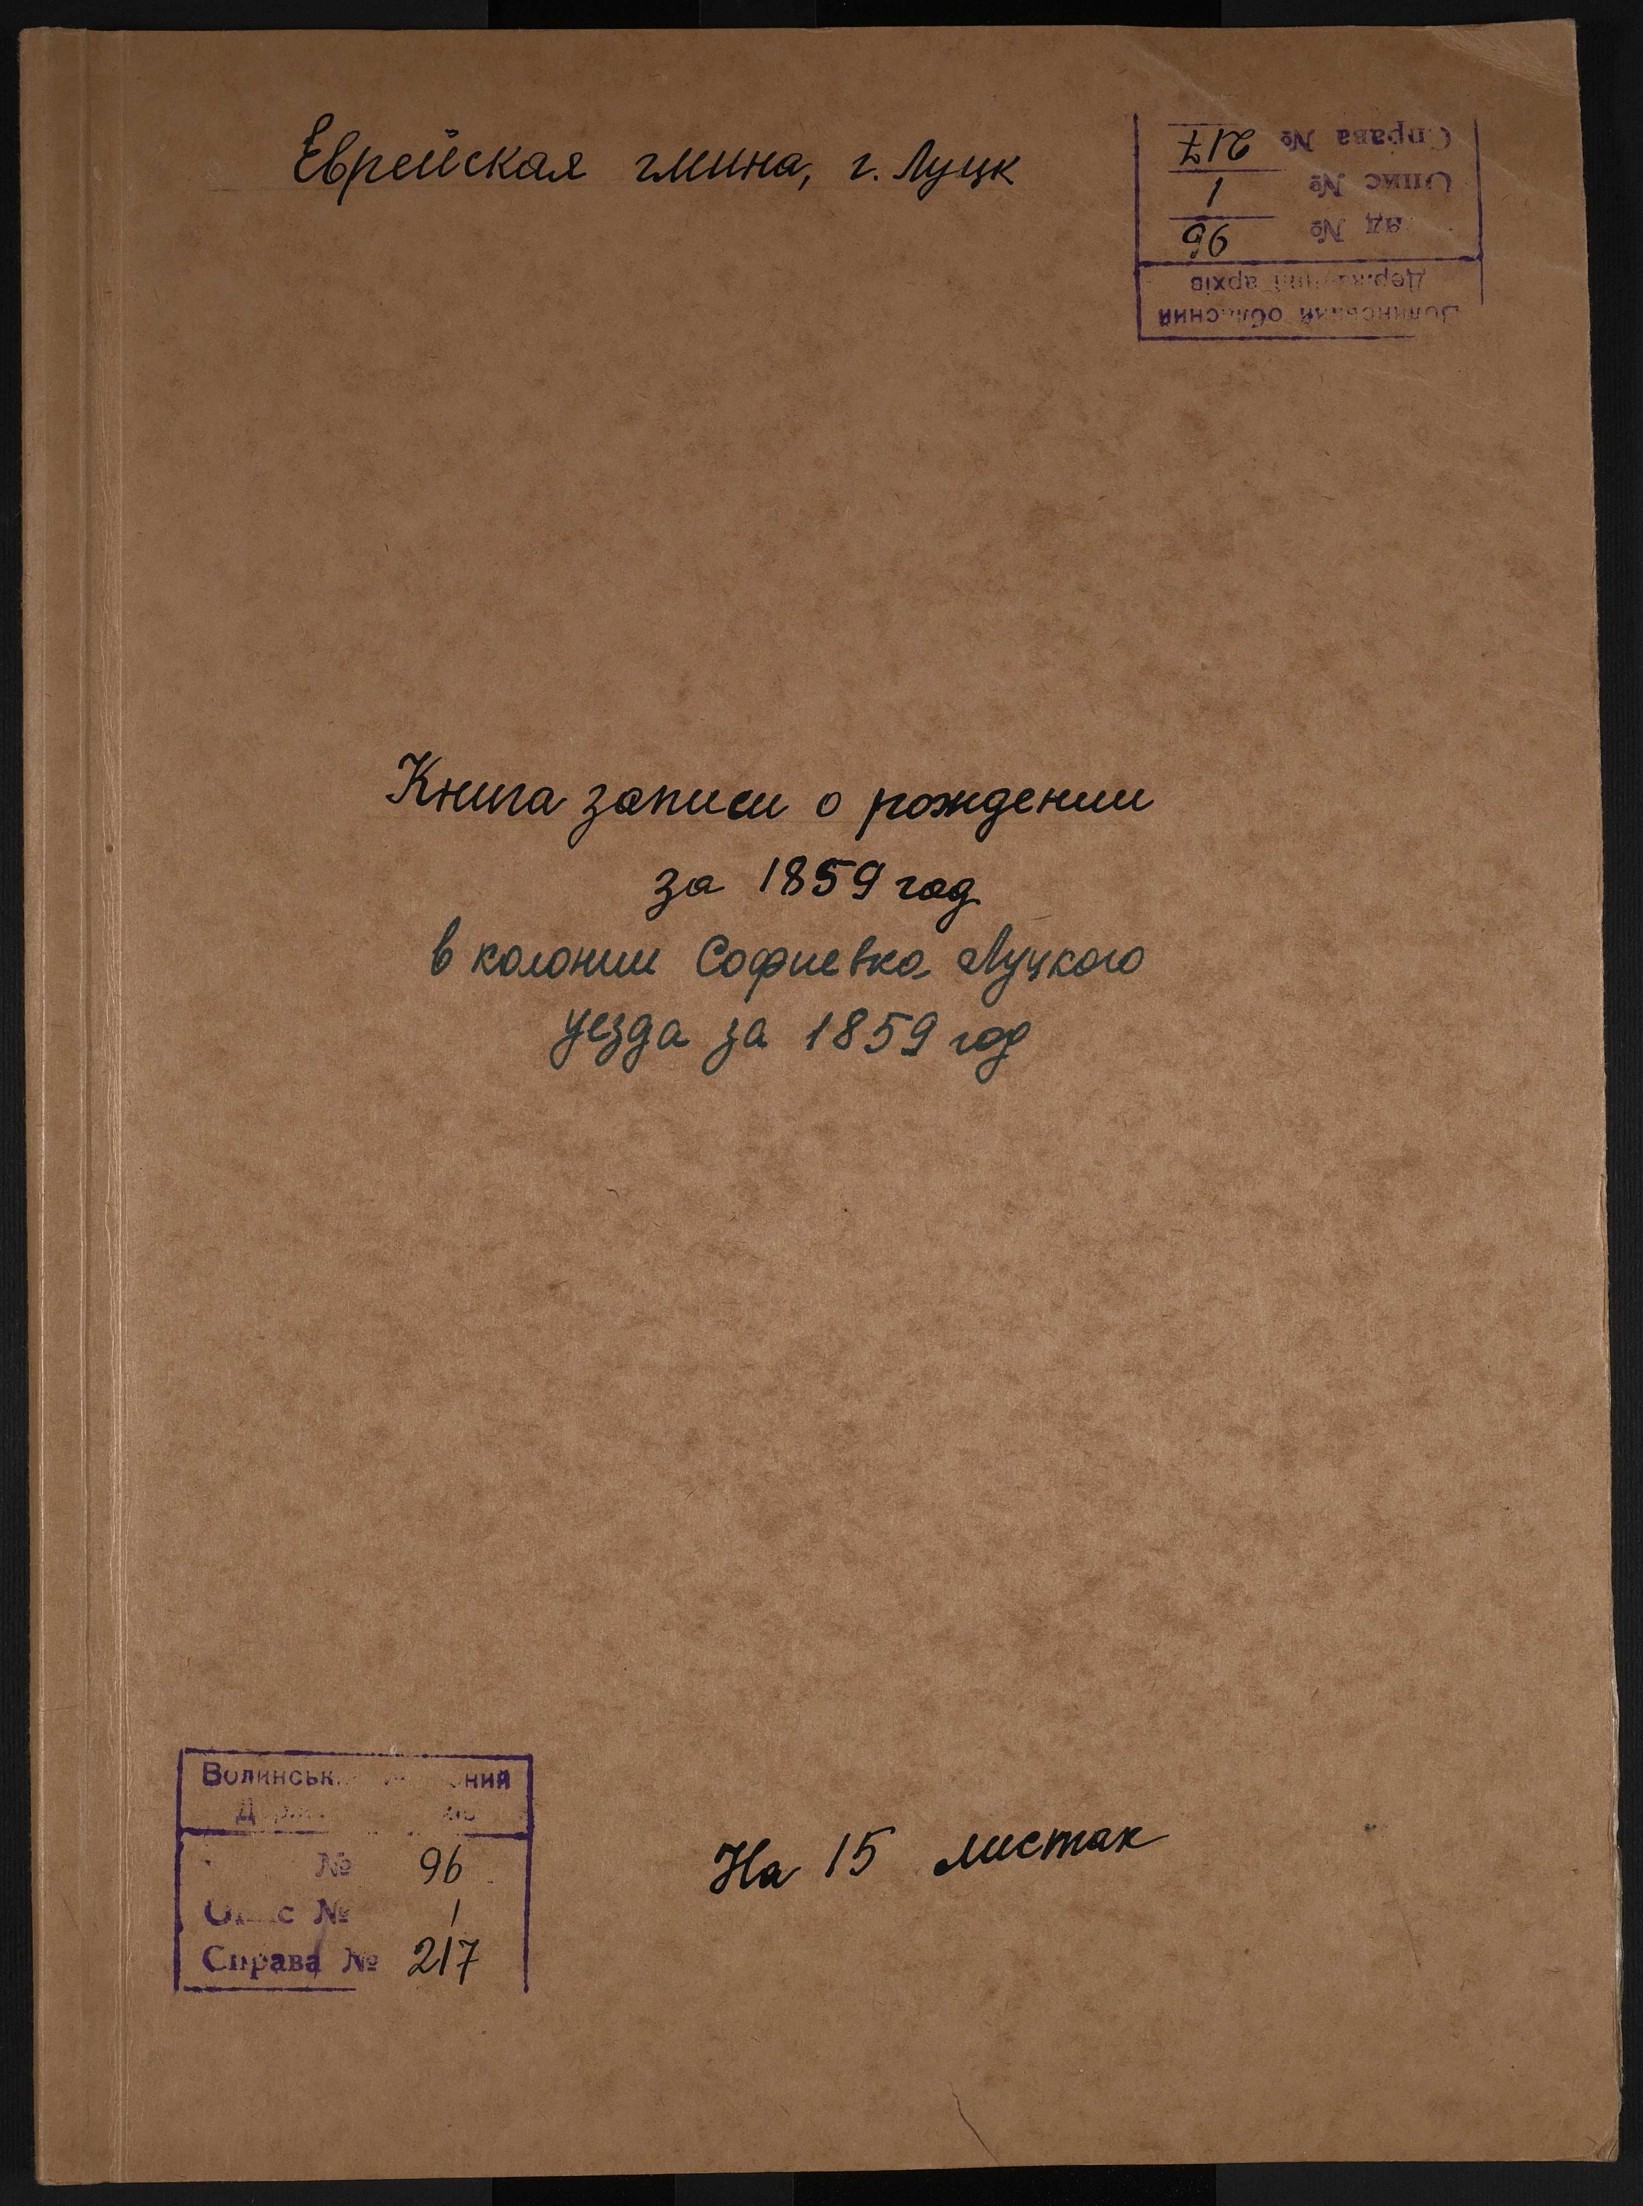 Еврейская гмина, г. Луцк
Волинський обласний
Державний архів
яд № 96
Опис № 1
Справа № 217
Книга записи о рождении
за 1859 год
в колонии Софиевка Луцкого
уезда за 1859 год
На 15 листах
№ 96
Опис № 1
Справа № 217